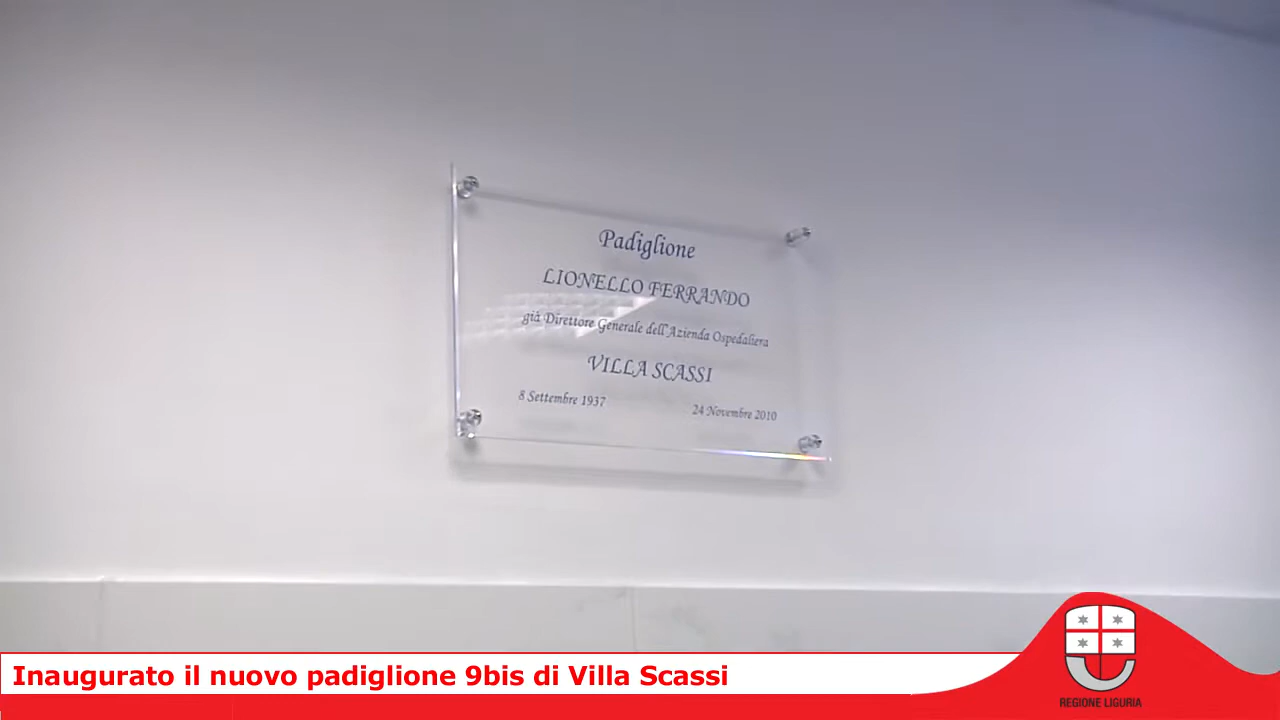 Padiglione
LIONELLO FERRANDO
già Direttore Generale dell'Azienda Ospedaliera
VILLA SCASSI
8 Settembre 1937 24 Novembre 2010
Inaugurato il nuovo padiglione 9bis di Villa Scassi
REGIONE LIGURIA